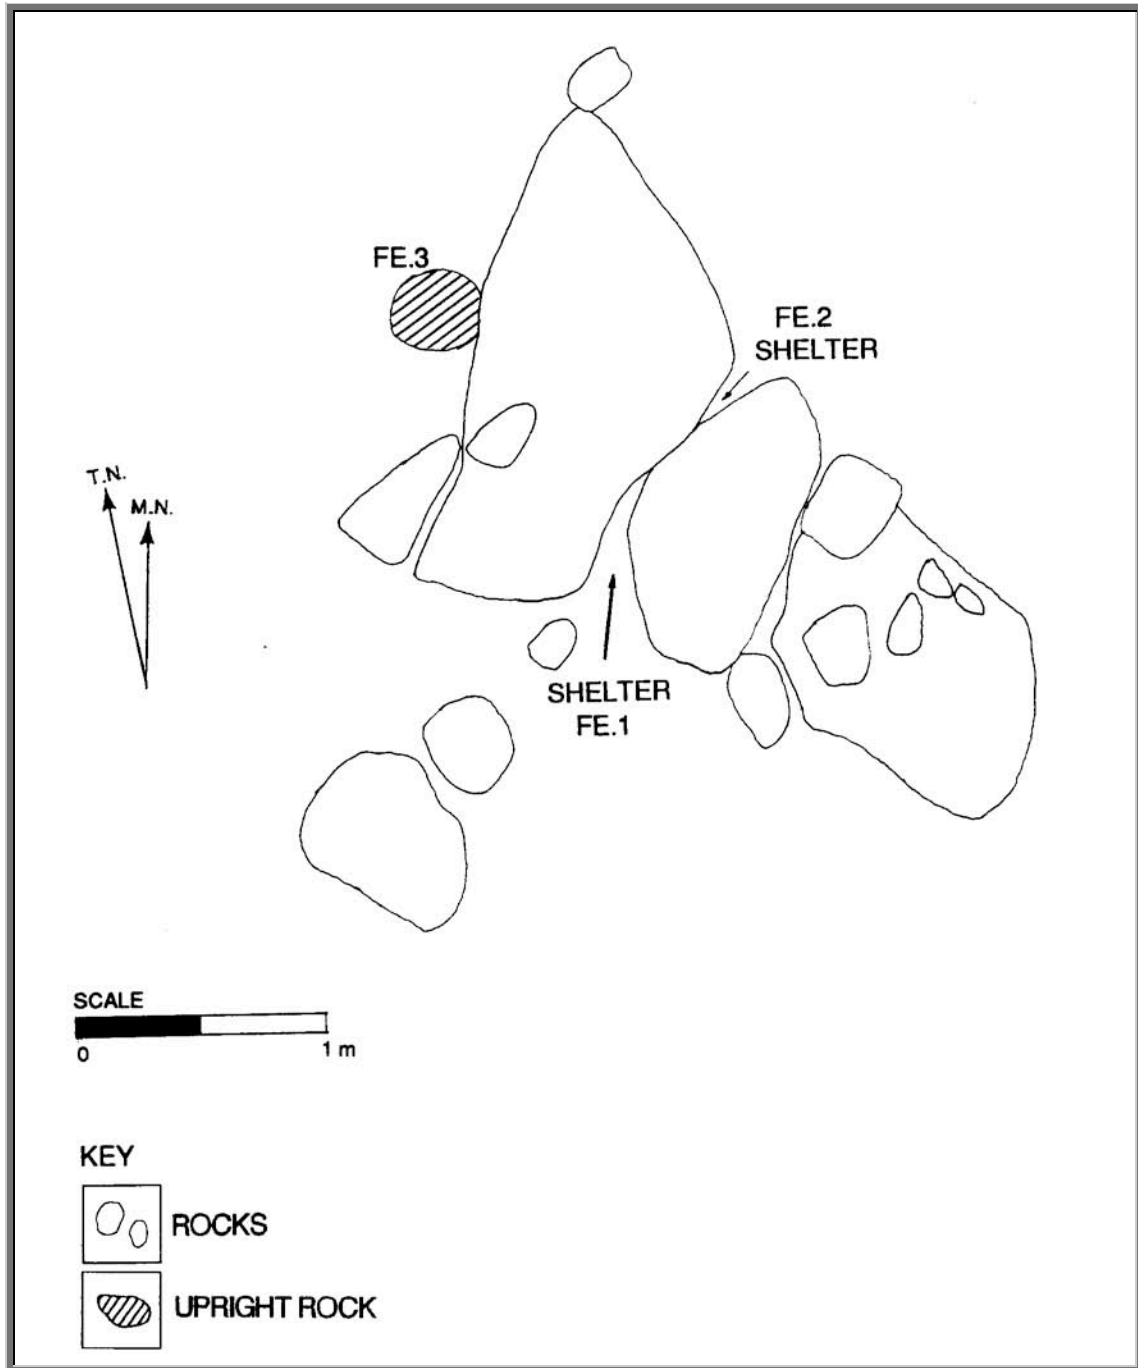 FE.3
FE.2
SHELTER
T.N.
M.N.
SHELTER
FE.1
SCALE
0
1 m
KEY
ROCKS
UPRIGHT ROCK